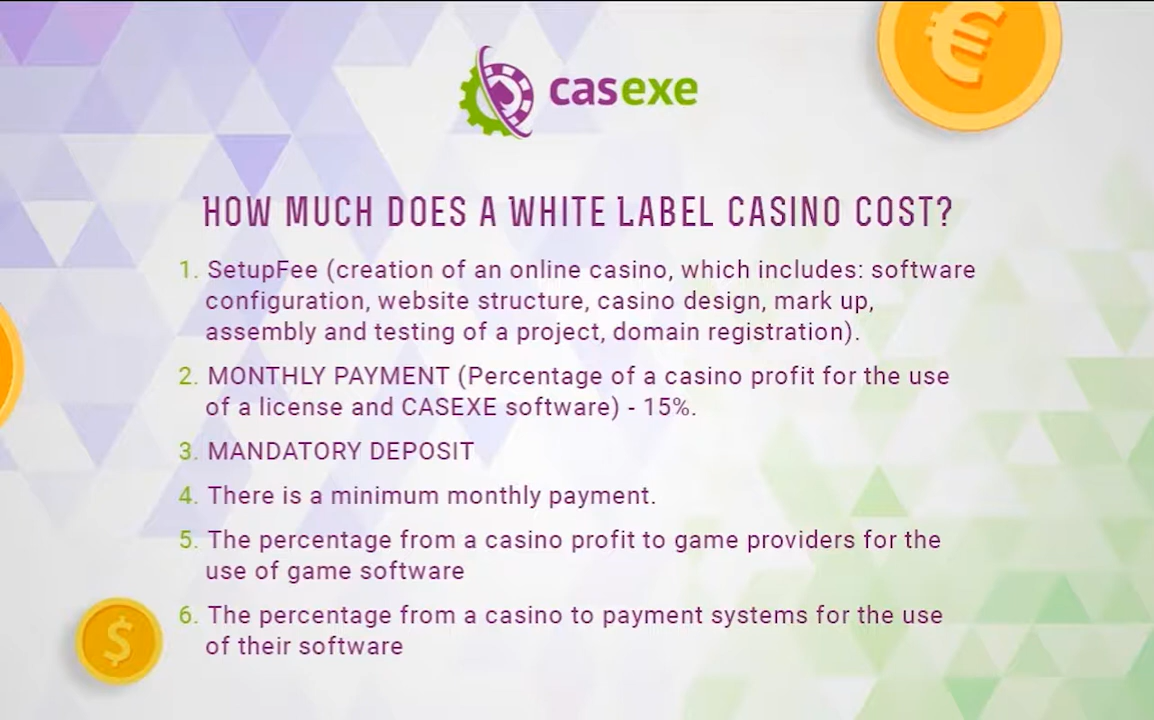 casexe
HOW MUCH DOES A WHITE LABEL CASINO COST?
1. SetupFee (creation of an online casino, which includes: software
configuration, website structure, casino design, mark up,
assembly and testing of a project, domain registration).
2. MONTHLY PAYMENT (Percentage of a casino profit for the use
of a license and CASEXE software) - 15%.
3. MANDATORY DEPOSIT
4. There is a minimum monthly payment.
5. The percentage from a casino profit to game providers for the
use of game software
6. The percentage from a casino to payment systems for the use
of their software
€
$